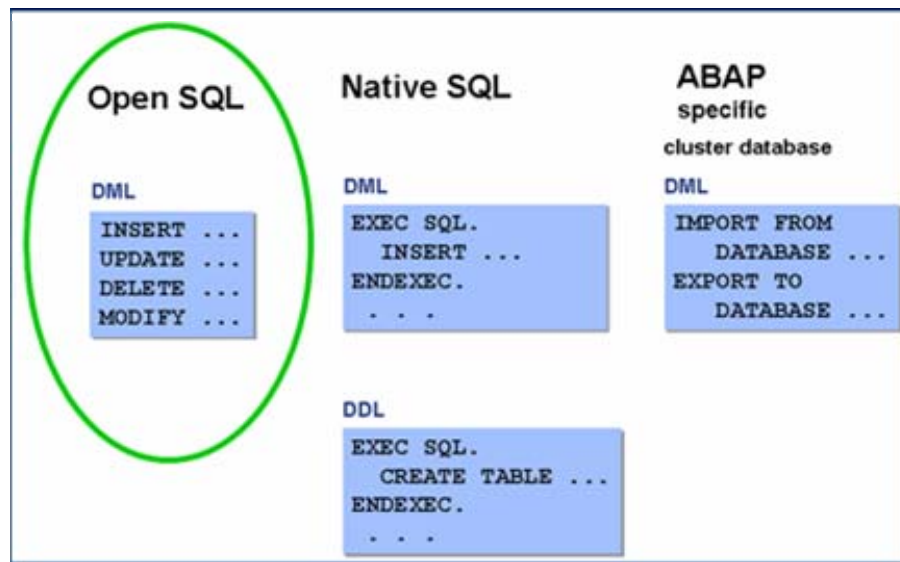 Open SQL
DML
INSERT ...
UPDATE ...
DELETE ...
MODIFY ...
Native SQL
DML
EXEC SQL.
INSERT ...
ENDEXEC.
. . .
DDL
EXEC SQL.
CREATE TABLE ...
ENDEXEC.
. . .
ABAP
specific
cluster database
DML
IMPORT FROM
DATABASE ...
EXPORT TO
DATABASE ...